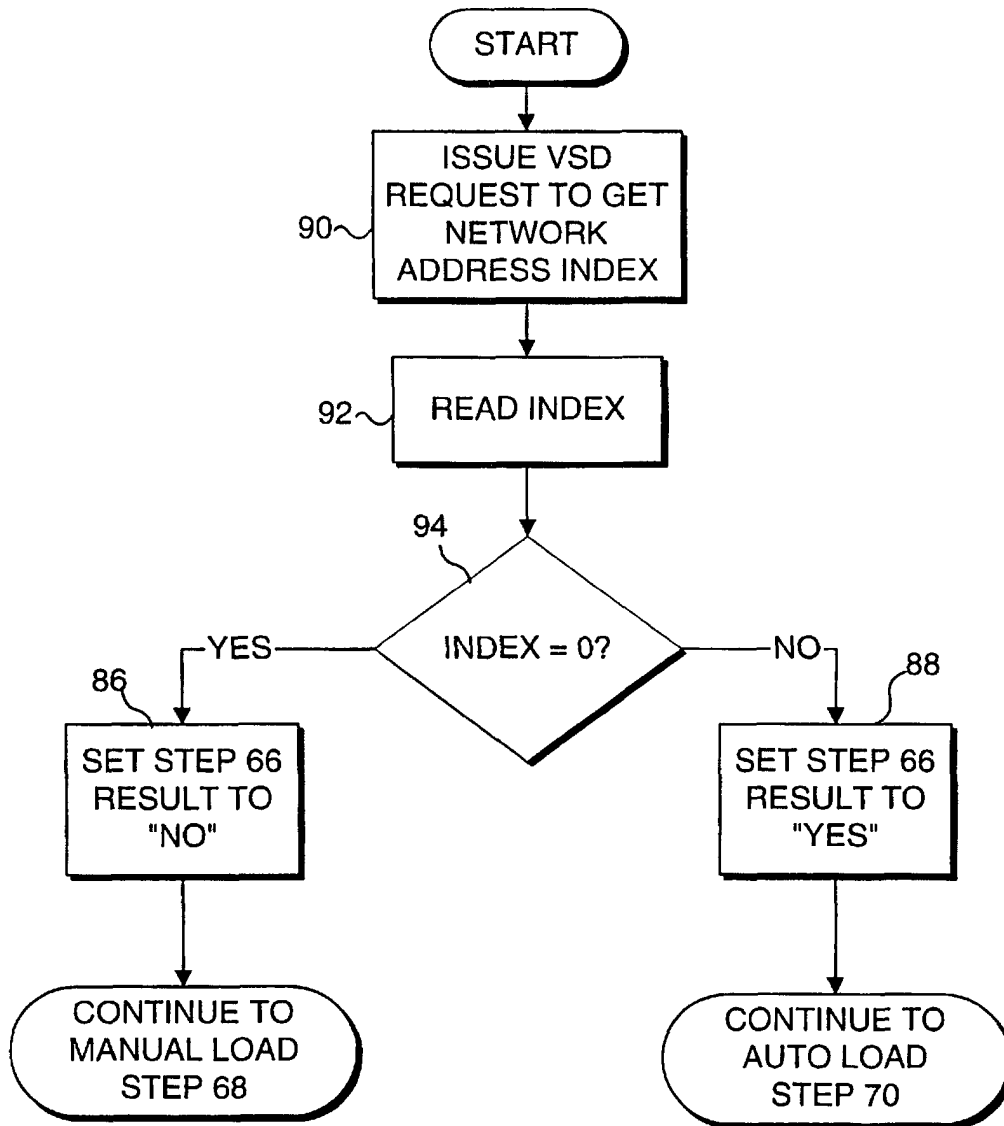 START
ISSUE VSD
REQUEST TO GET
NETWORK
ADDRESS INDEX
90
READ INDEX
92
94
INDEX = 0?
YES
NO
86
88
SET STEP 66
RESULT TO
"NO"
SET STEP 66
RESULT TO
"YES"
CONTINUE TO
MANUAL LOAD
STEP 68
CONTINUE TO
AUTO LOAD
STEP 70